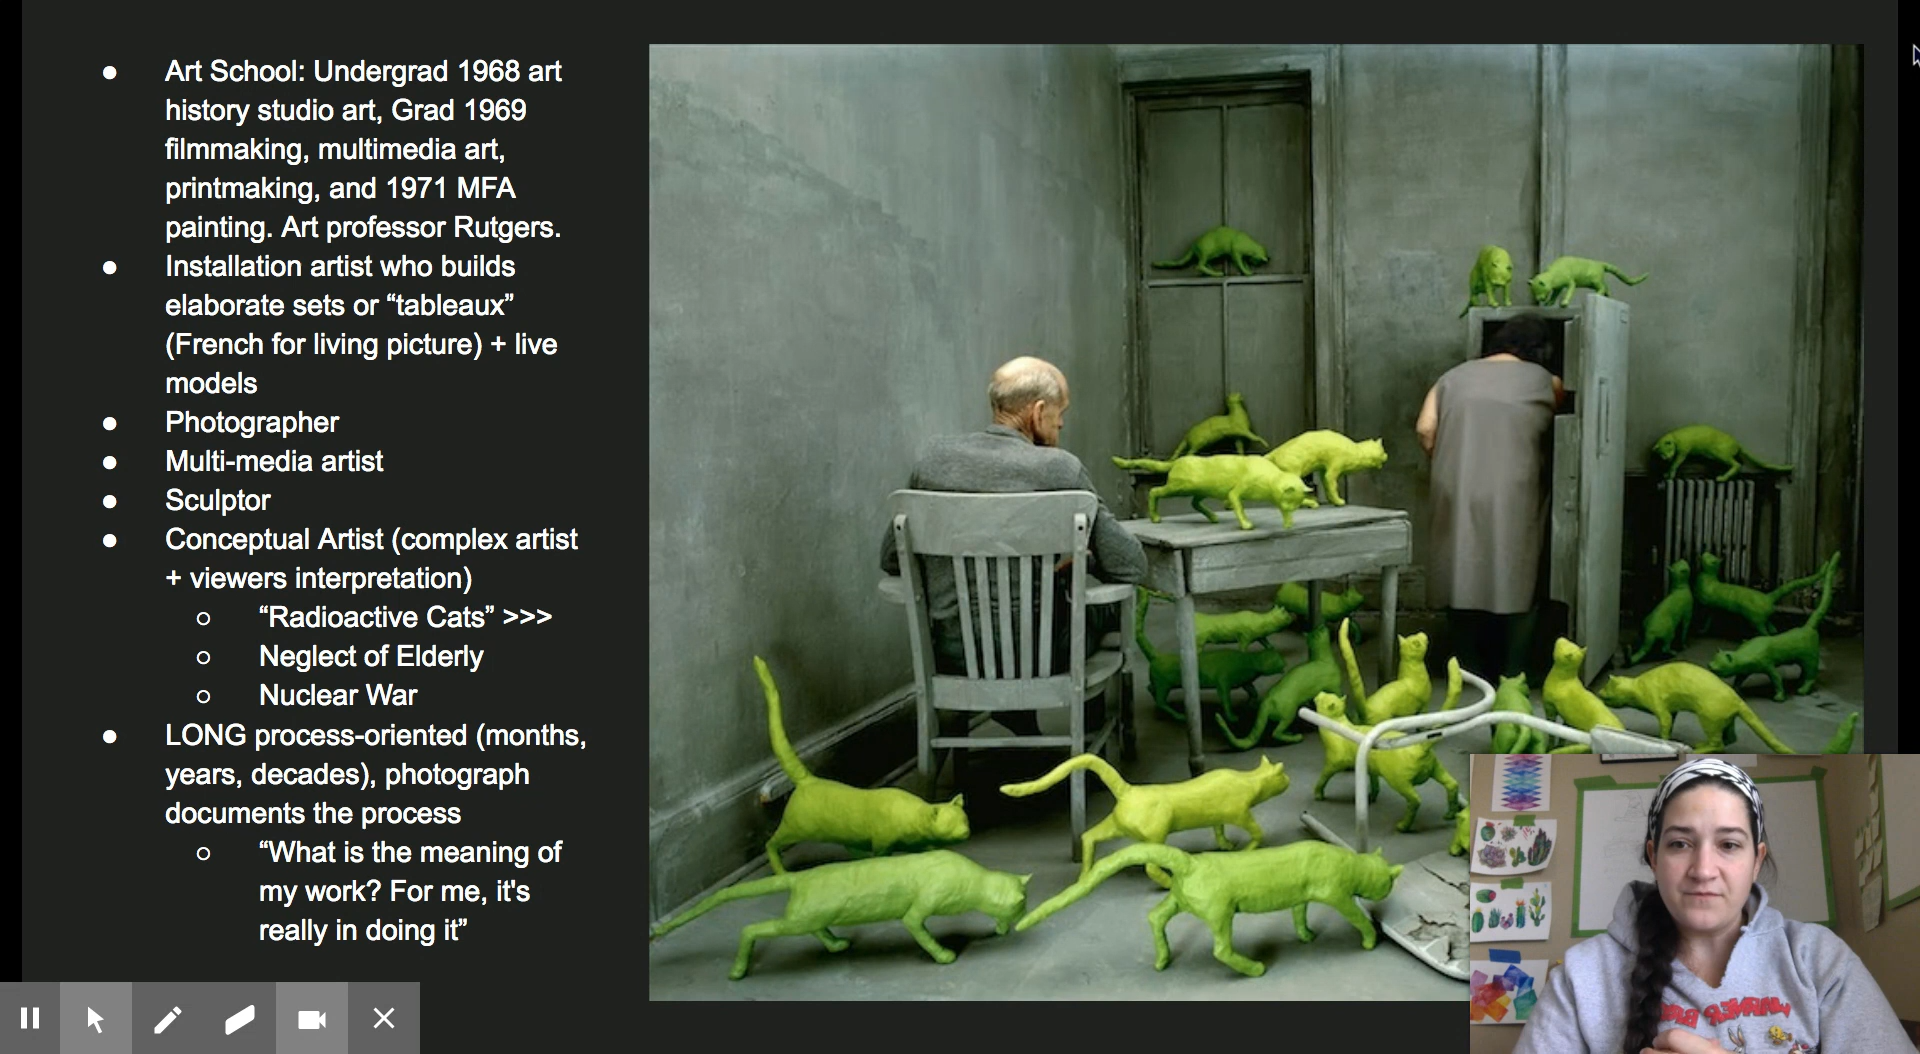 ● Art School: Undergrad 1968 art
history studio art, Grad 1969
filmmaking, multimedia art,
printmaking, and 1971 MFA
painting. Art professor Rutgers.
● Installation artist who builds
elaborate sets or “tableaux”
(French for living picture) + live
models
● Photographer
● Multi-media artist
● Sculptor
● Conceptual Artist (complex artist
+ viewers interpretation)
○ “Radioactive Cats” >>>
○ Neglect of Elderly
○ Nuclear War
● LONG process-oriented (months,
years, decades), photograph
documents the process
○ “What is the meaning of
my work? For me, it's
really in doing it”